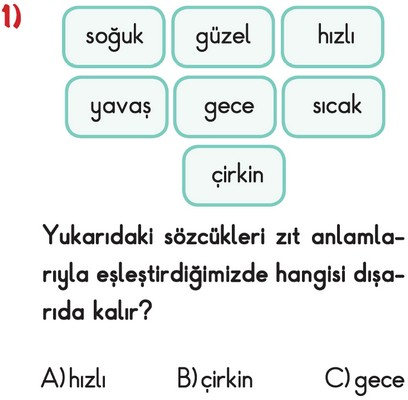 1)
soğuk güzel hızlı
yavaş gece sıcak
çirkin
Yukarıdaki sözcükleri zıt anlamla-
rıyla eşleştirdiğimizde hangisi dışa-
rıda kalır?
A) hızlı B) çirkin C) gece